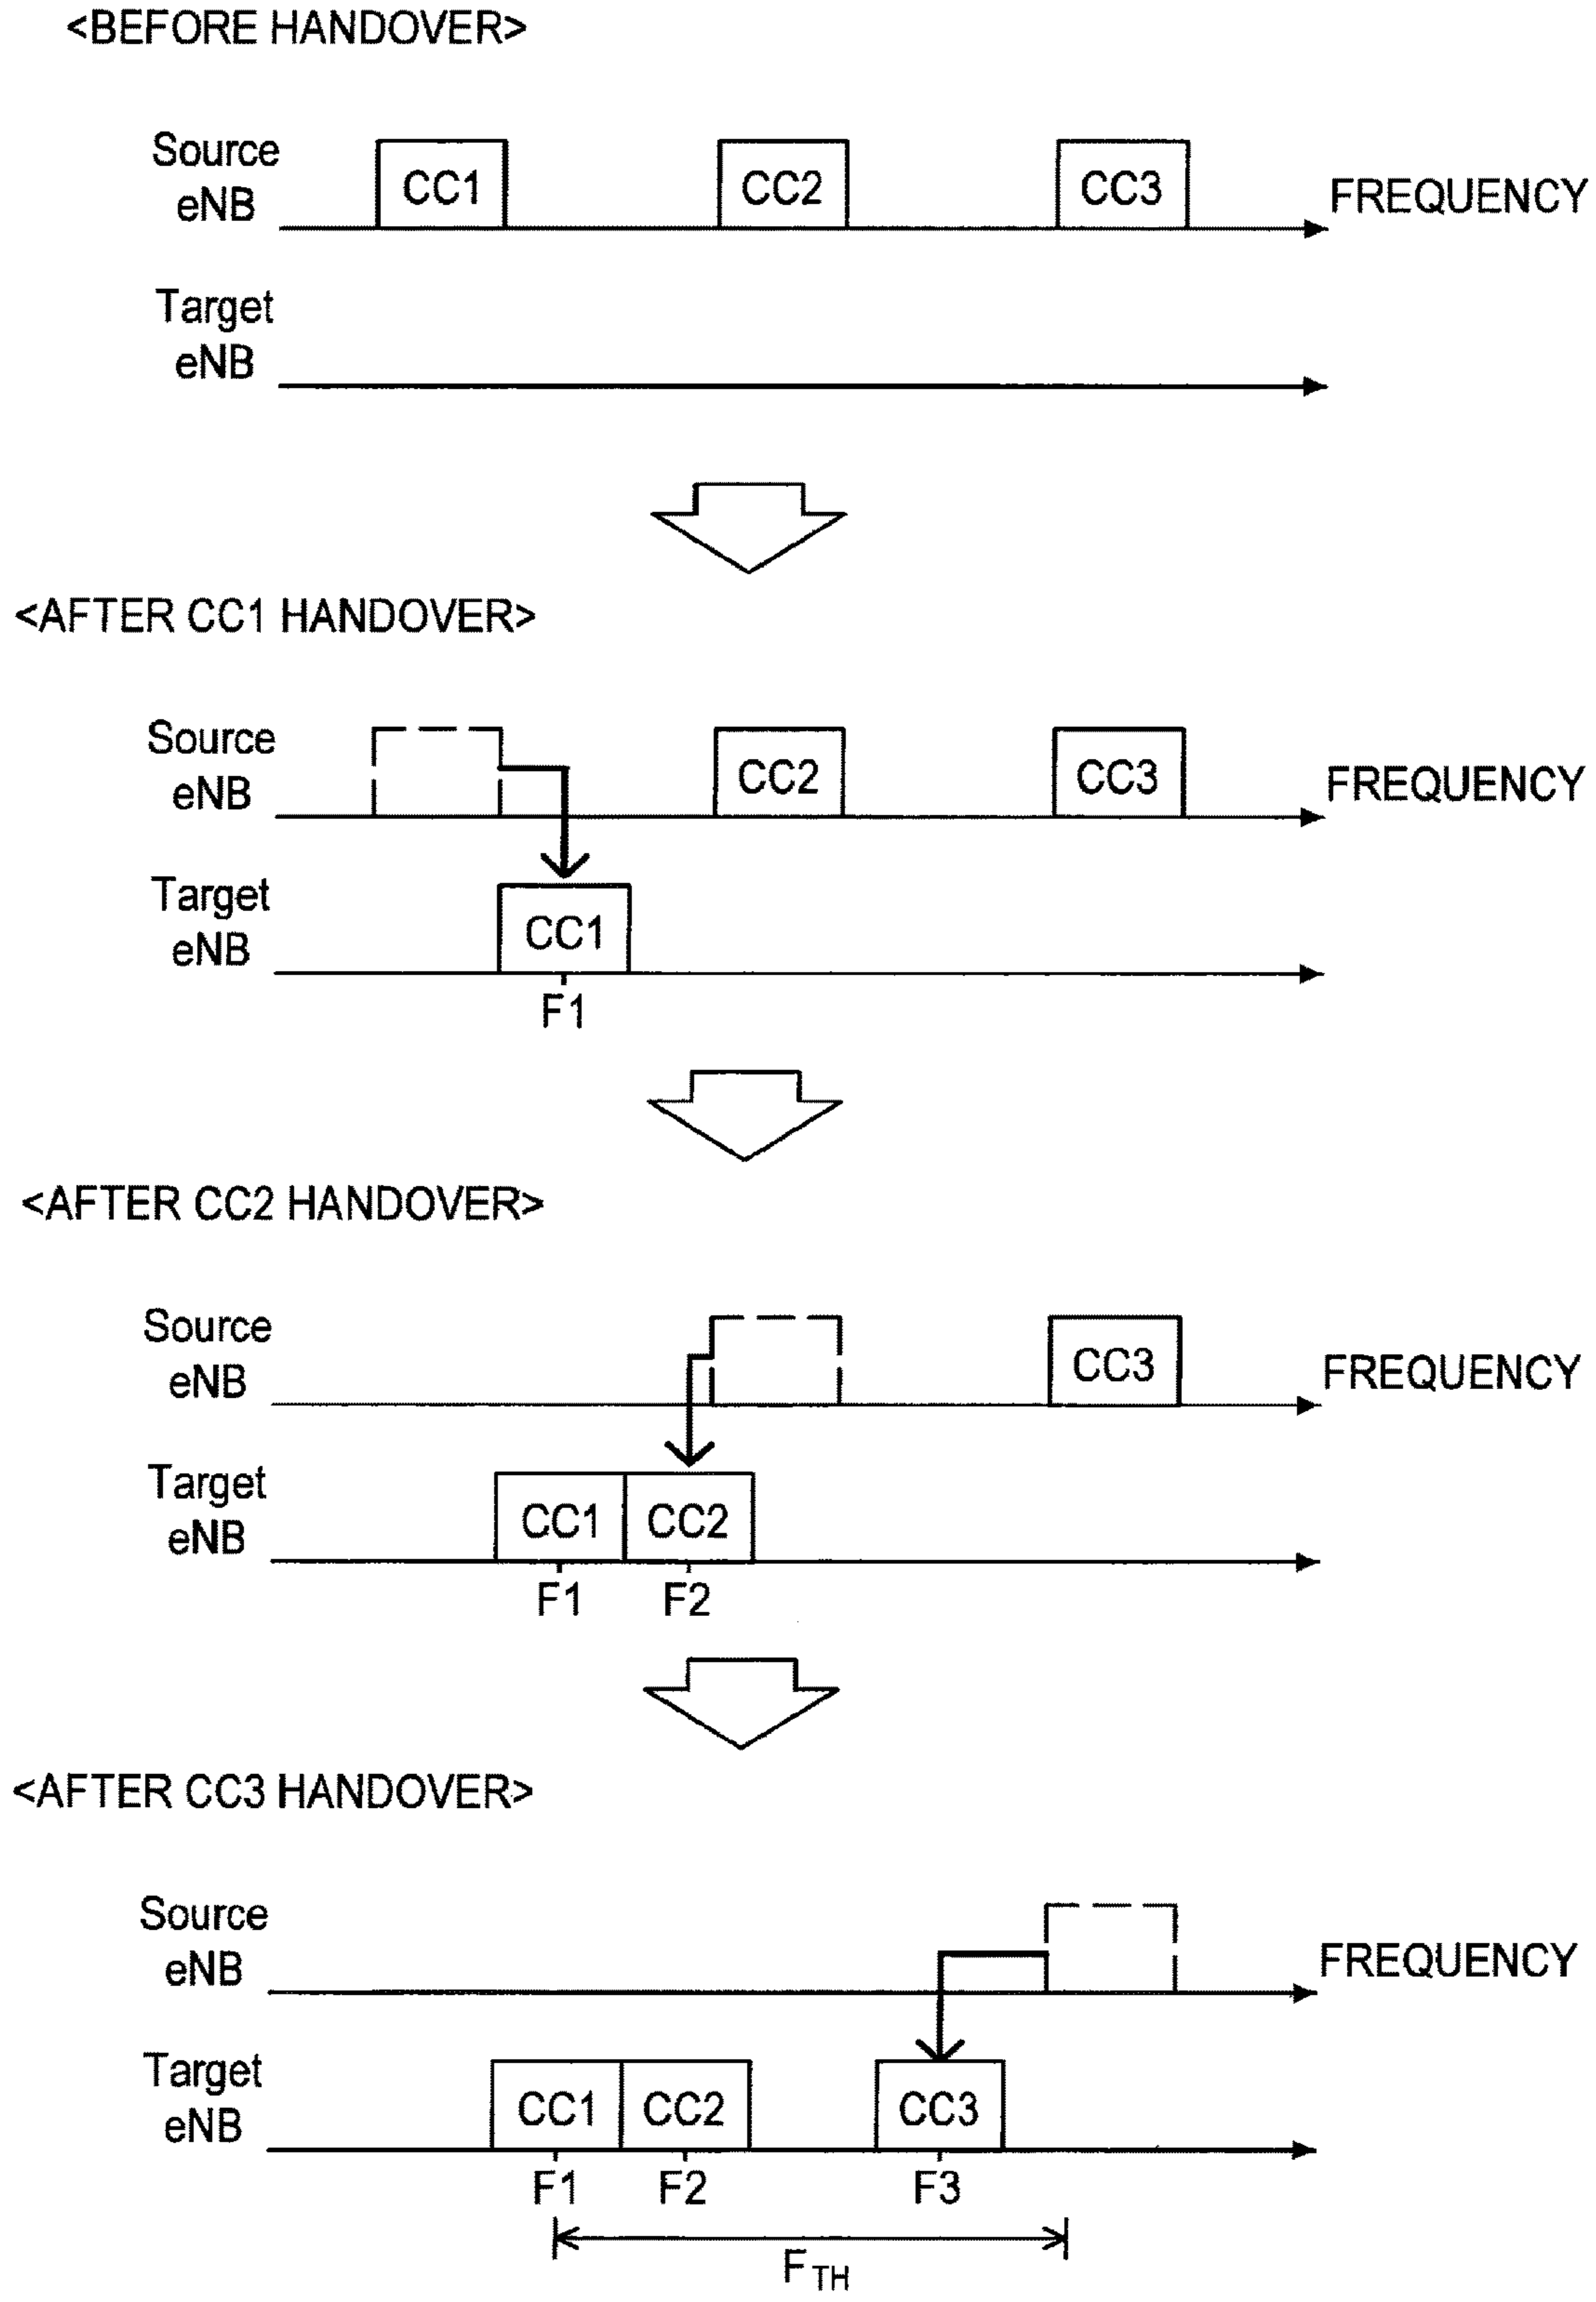 <BEFORE HANDOVER>
Source eNB
CC1
CC2
CC3
FREQUENCY
Target eNB
<AFTER CC1 HANDOVER>
Source eNB
CC2
CC3
FREQUENCY
Target eNB
CC1
F1
<AFTER CC2 HANDOVER>
Source eNB
CC3
FREQUENCY
Target eNB
CC1
CC2
F1
F2
<AFTER CC3 HANDOVER>
Source eNB
FREQUENCY
Target eNB
CC1
CC2
CC3
F1
F2
F3
FTH